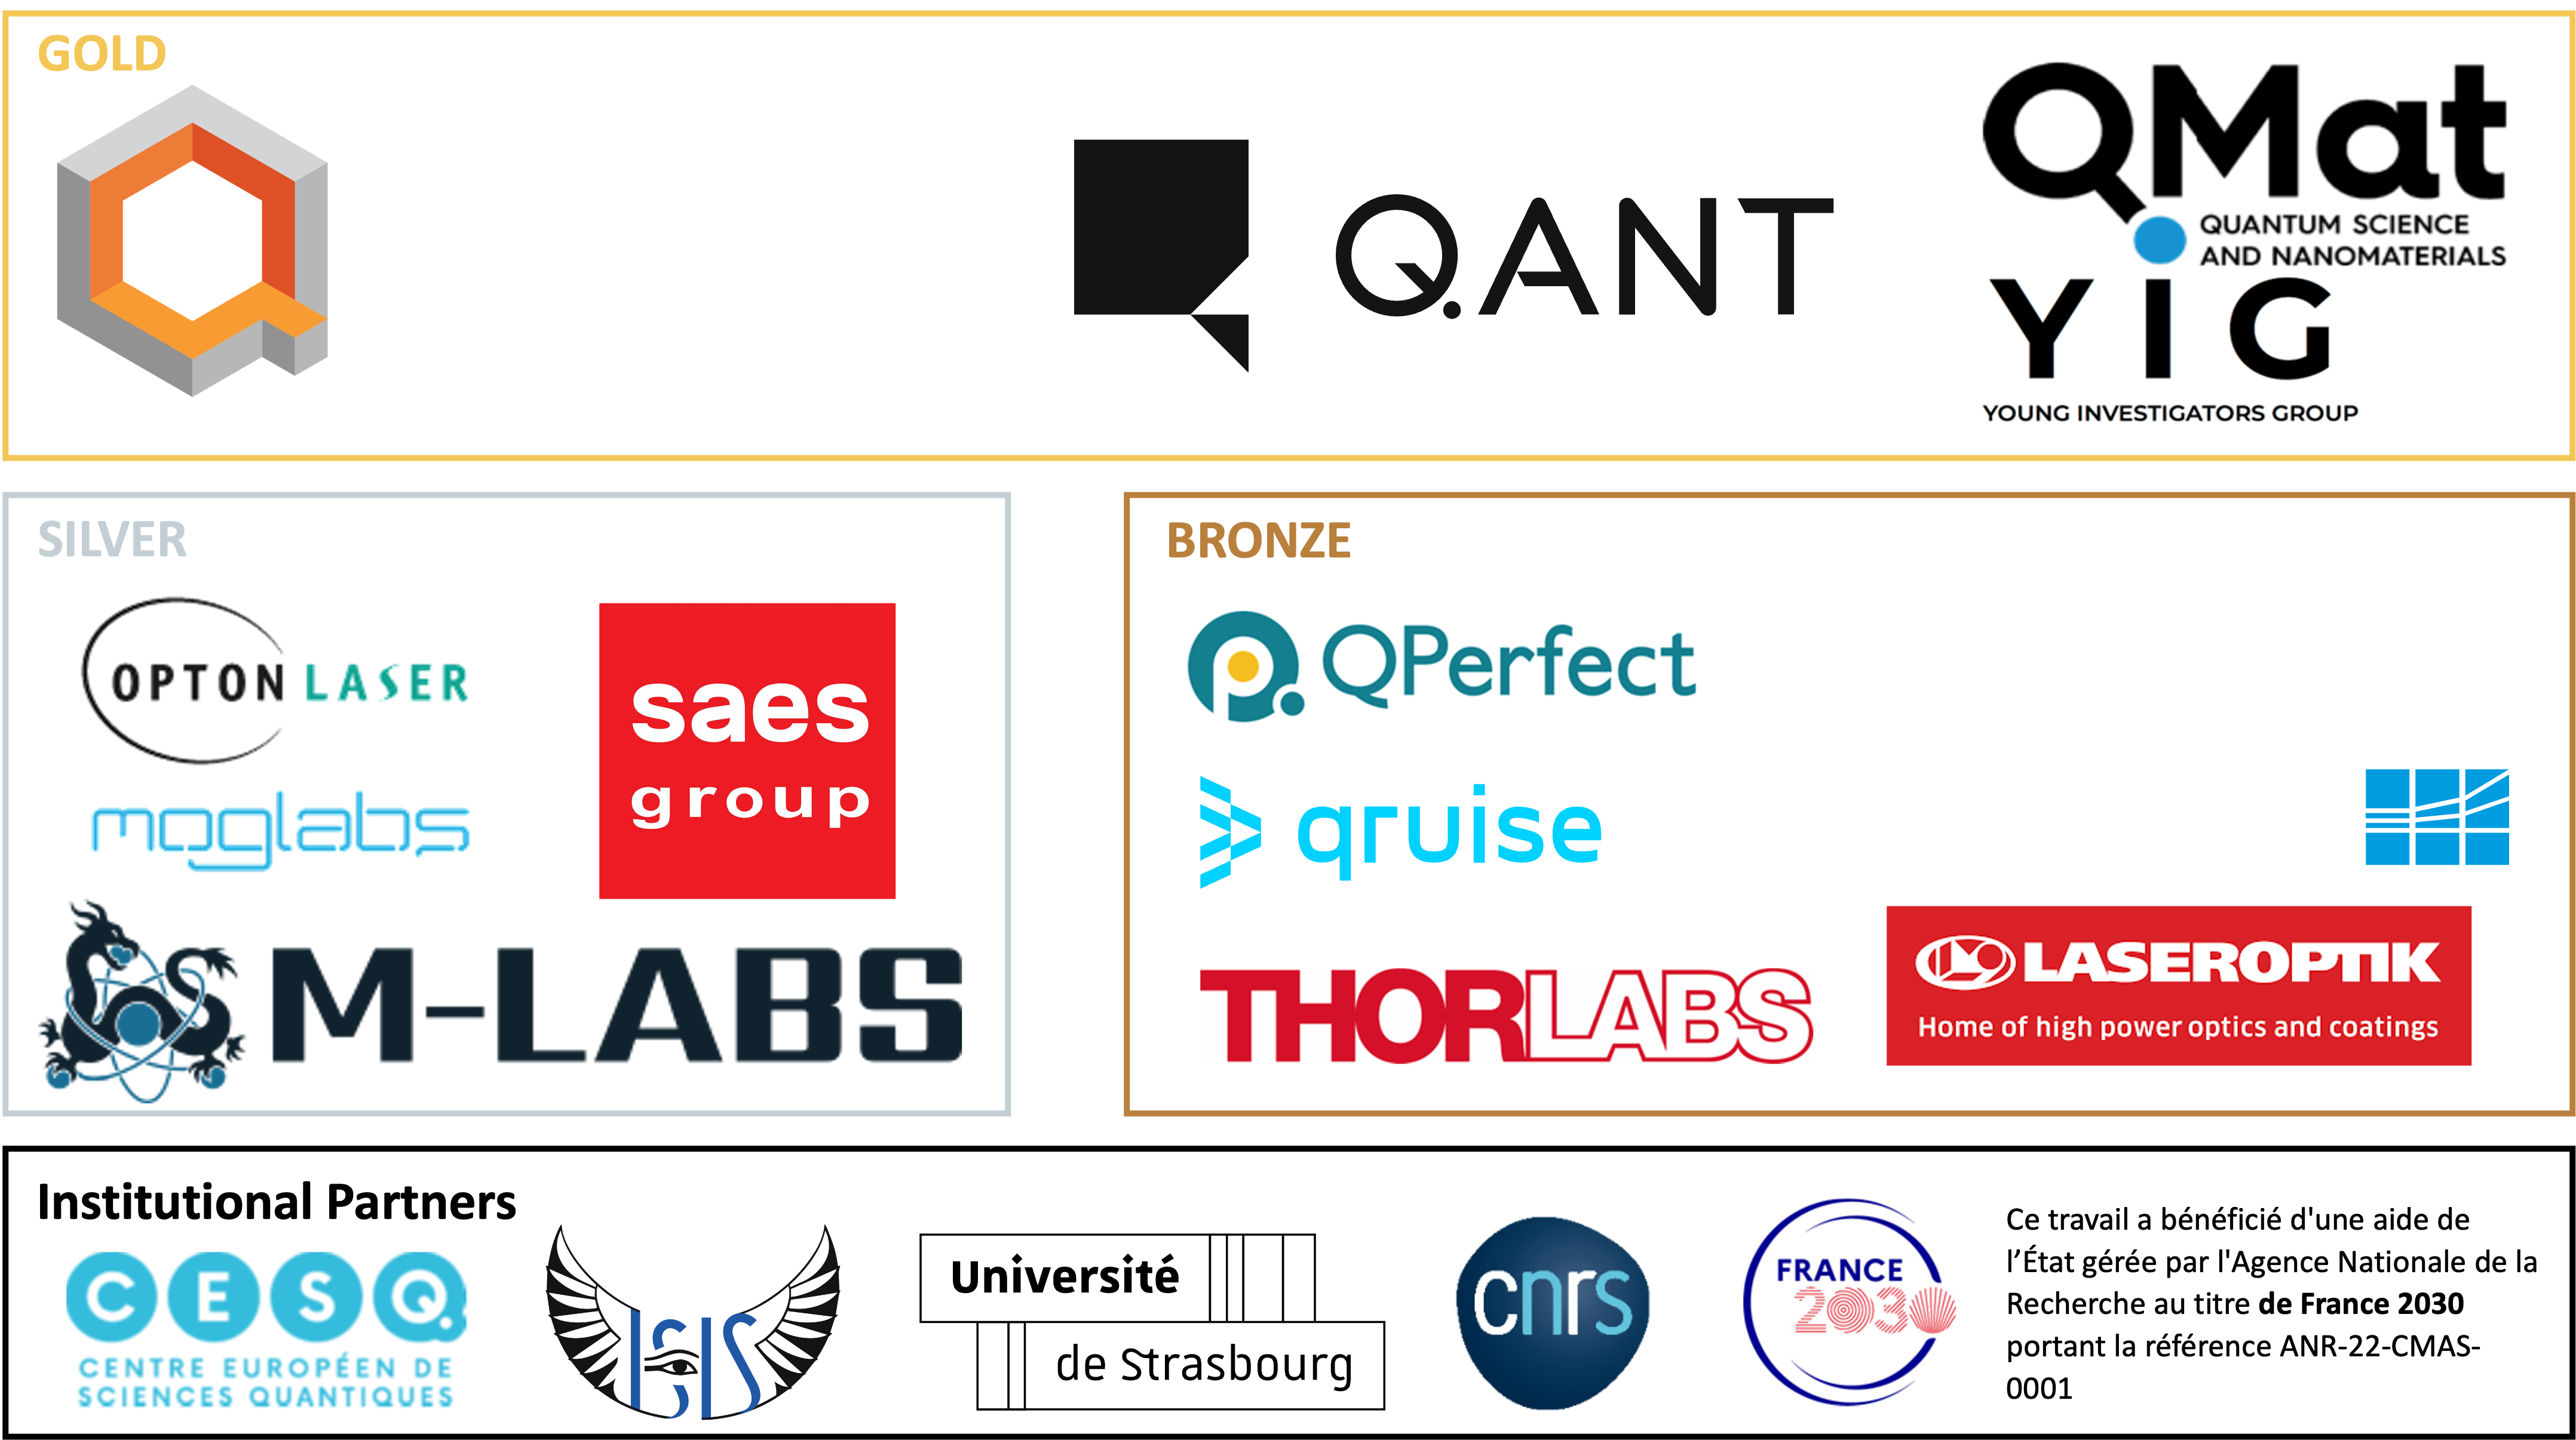 GOLD
Q.ANT
QMat
QUANTUM SCIENCE
AND NANOMATERIALS
YIG
YOUNG INVESTIGATORS GROUP
SILVER
OPTON LASER
moglabs
saes
group
M-LABS
BRONZE
QPerfect
qruise
THORLABS
LASEROPTIK
Home of high power optics and coatings
Institutional Partners
CESQ
CENTRE EUROPÉEN DE
SCIENCES QUANTIQUES
ISIS
Université
de Strasbourg
cnrs
FRANCE
2030
Ce travail a bénéficié d'une aide de
l’État gérée par l'Agence Nationale de la
Recherche au titre de France 2030
portant la référence ANR-22-CMAS-
0001